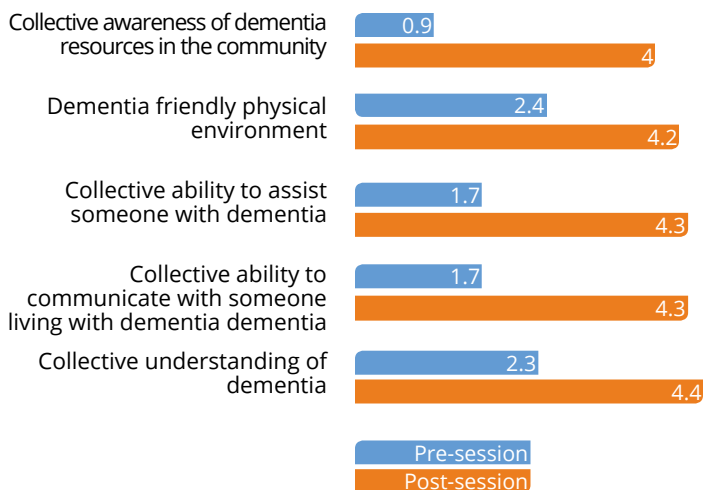 Collective awareness of dementia
resources in the community
0.9
4
Dementia friendly physical
environment
2.4
4.2
Collective ability to assist
someone with dementia
1.7
4.3
Collective ability to
communicate with someone
living with dementia dementia
1.7
4.3
Collective understanding of
dementia
2.3
4.4
Pre-session
Post-session